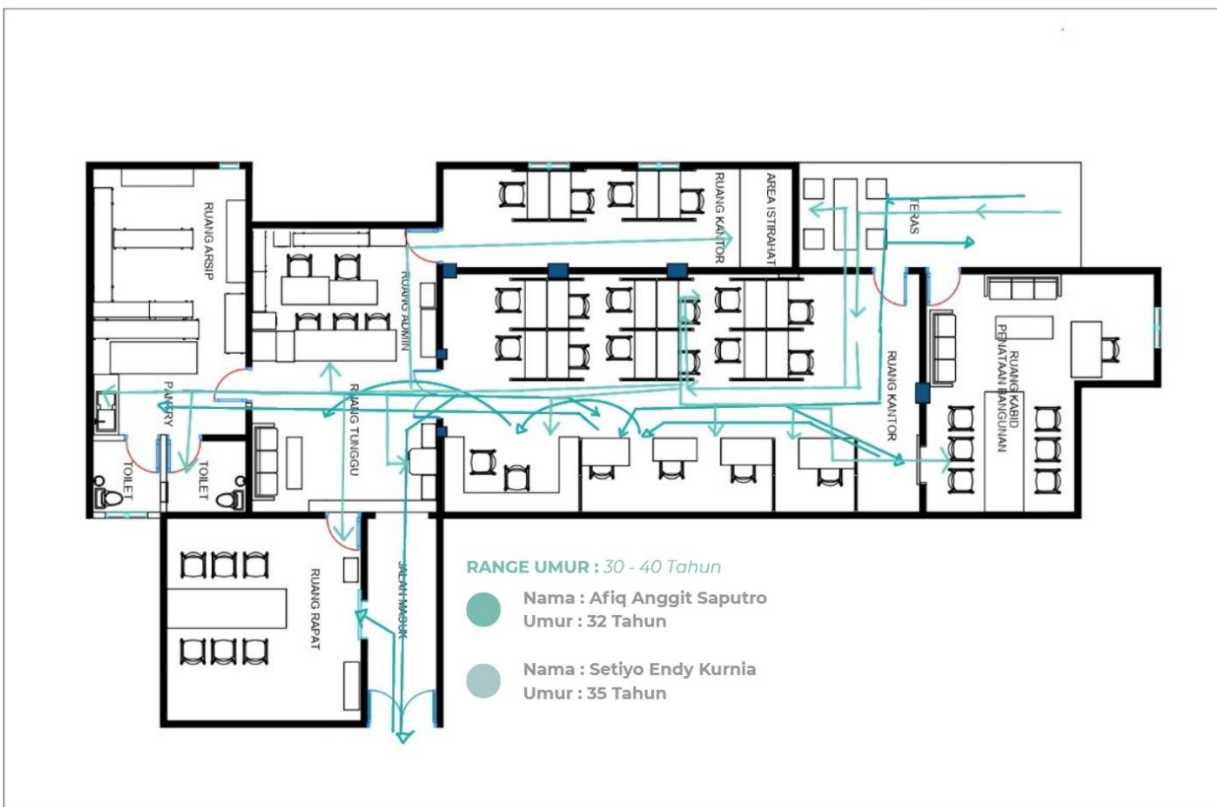 RUANG ARSIP
RUANG KANTOR
AREA ISTIRAHAT
TERAS
RUANG ADMIN
RUANG KANTOR
RUANG KABID
PENATAAN BANGUNAN
PANTRY
RUANG TUNGGU
TOILET
TOILET
RUANG RAPAT
JALAN MASUK
RANGE UMUR : 30 - 40 Tahun
Nama : Afiq Anggit Saputro
Umur : 32 Tahun
Nama : Setiyo Endy Kurnia
Umur : 35 Tahun